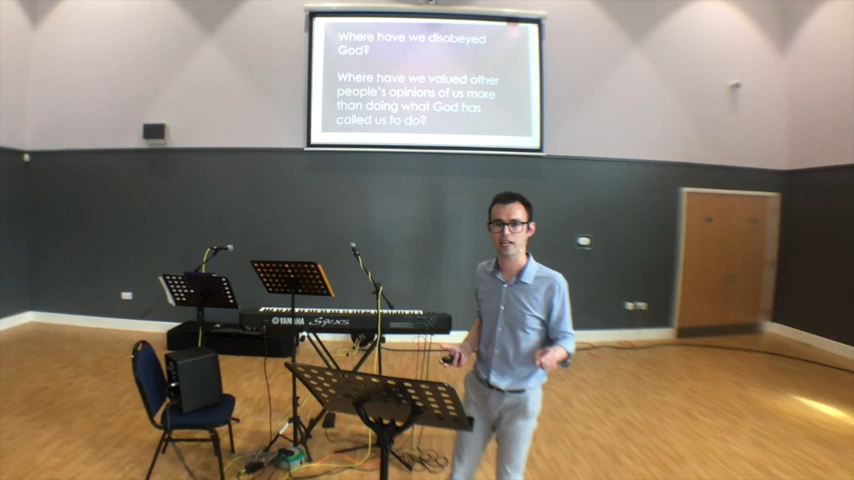 Where have we disobeyed
God?
Where have we valued other
people's opinions of us more
than doing what God has
called us to do?
YAMAHA S90XS